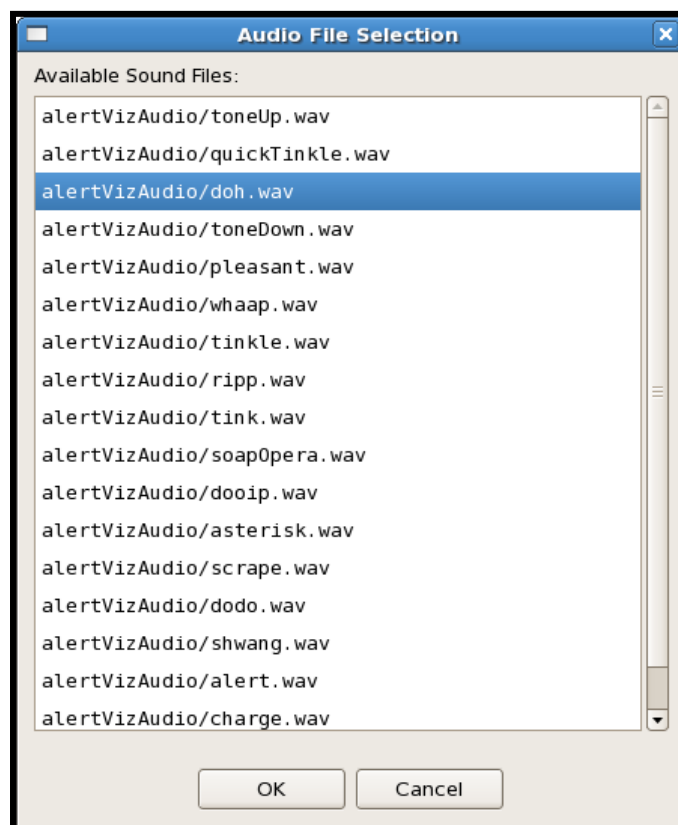 Audio File Selection
Available Sound Files:
alertVizAudio/toneUp.wav
alertVizAudio/quickTinkle.wav
alertVizAudio/doh.wav
alertVizAudio/toneDown.wav
alertVizAudio/pleasant.wav
alertVizAudio/whaap.wav
alertVizAudio/tinkle.wav
alertVizAudio/ripp.wav
alertVizAudio/tink.wav
alertVizAudio/soapOpera.wav
alertVizAudio/dooip.wav
alertVizAudio/asterisk.wav
alertVizAudio/scrape.wav
alertVizAudio/dodo.wav
alertVizAudio/shwang.wav
alertVizAudio/alert.wav
alertVizAudio/charge.wav
OK Cancel